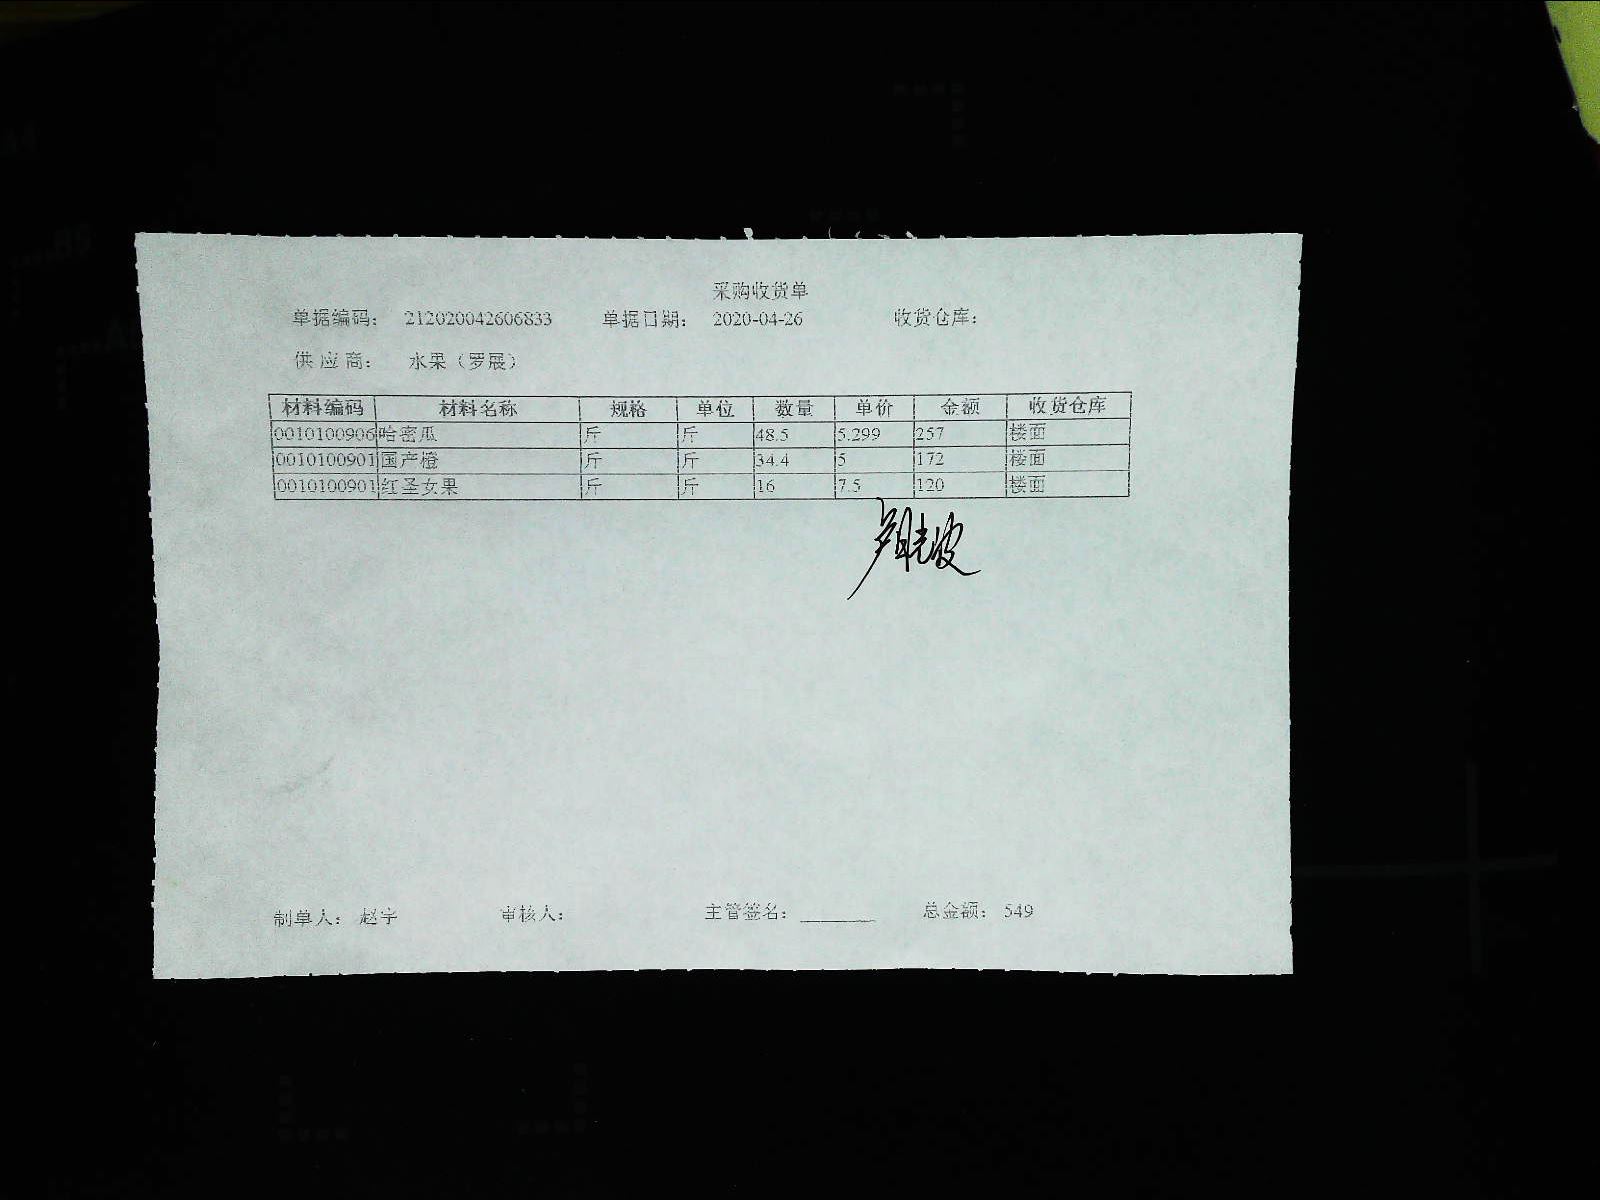 采购收货单
单据编码： 212020042606833 单据日期： 2020-04-26 收货仓库：
供应商： 水果（罗展）
材料编码 材料名称 规格 单位 数量 单价 金额 收货仓库
0010100906 哈密瓜 斤 斤 48.5 5.299 257 楼面
0010100901 国产橙 斤 斤 34.4 5 172 楼面
0010100901 红圣女果 斤 斤 16 7.5 120 楼面
制单人： 赵宇 审核人： 主管签名： 总金额： 549